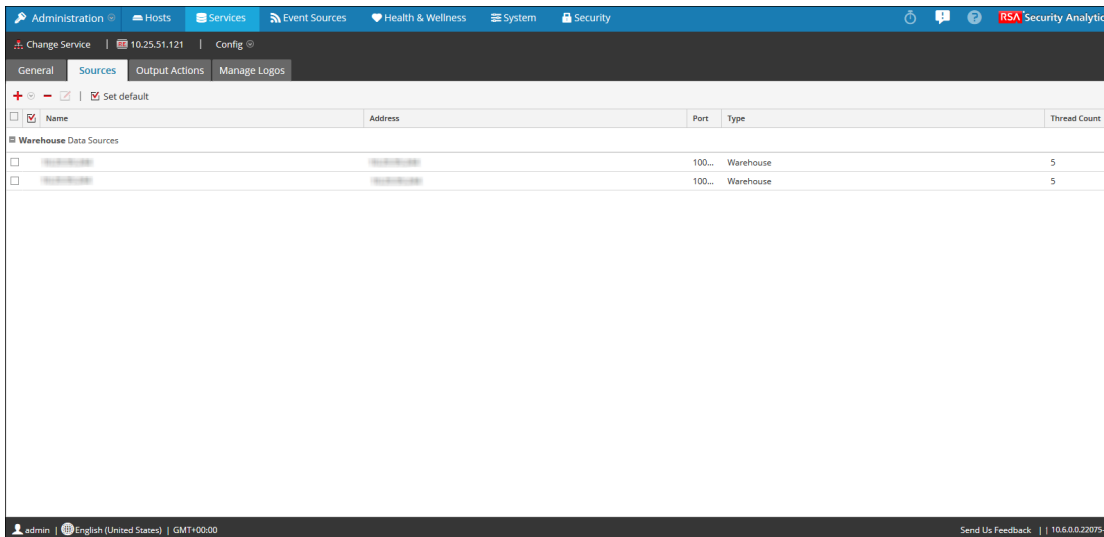 Administration Hosts Services Event Sources Health & Wellness System Security RSA Security Analytic
Change Service | RE 10.25.51.121 | Config
General Sources Output Actions Manage Logos
Set default
Name Address Port Type Thread Count
Warehouse Data Sources
100... Warehouse 5
100... Warehouse 5
admin | English (United States) | GMT+00:00 Send Us Feedback | | 10.6.0.0.22075-